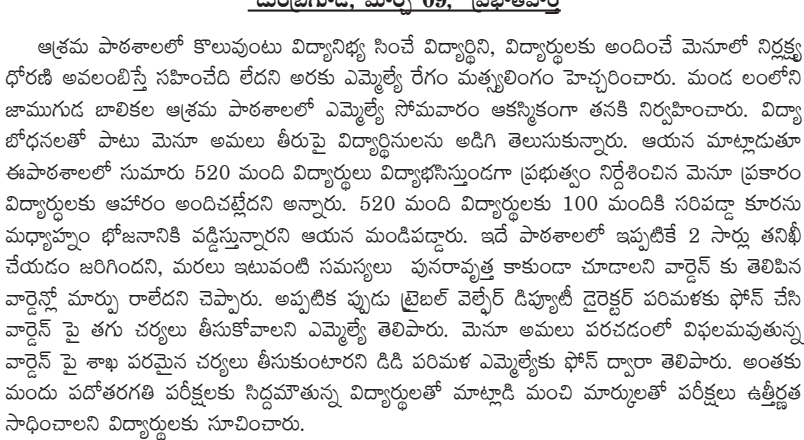 డుంబ్రిగూడ, మార్చి 09, ప్రభాతవార్త
ఆశ్రమ పాఠశాలలో కొలువుంటు విద్యానిభ్య సించే విద్యార్థిని, విద్యార్థులకు అందించే మెనూలో నిర్లక్ష్య
ధోరణి అవలంబిస్తే సహించేది లేదని అరకు ఎమ్మెల్యే రేగం మత్స్యలింగం హెచ్చరించారు. మండ లంలోని
జాముగుడ బాలికల ఆశ్రమ పాఠశాలలో ఎమ్మెల్యే సోమవారం ఆకస్మికంగా తనకి నిర్వహించారు. విద్యా
బోధనలతో పాటు మెనూ అమలు తీరుపై విద్యార్థినులను అడిగి తెలుసుకున్నారు. ఆయన మాట్లాడుతూ
ఈపాఠశాలలో సుమారు 520 మంది విద్యార్థులు విద్యాభసిస్తుండగా ప్రభుత్వం నిర్దేశించిన మెనూ ప్రకారం
విద్యార్ధులకు ఆహారం అందిచట్లేదని అన్నారు. 520 మంది విద్యార్థులకు 100 మందికి సరిపడ్డా కూరను
మధ్యాహ్నం భోజనానికి వడ్డిస్తున్నారని ఆయన మండిపడ్డారు. ఇదే పాఠశాలలో ఇప్పటికే 2 సార్లు తనిఖీ
చేయడం జరిగిందని, మరలు ఇటువంటి సమస్యలు పునరావృత్త కాకుండా చూడాలని వార్డెన్ కు తెలిపిన
వార్డెన్లో మార్పు రాలేదని చెప్పారు. అప్పటిక ప్పుడు ట్రైబల్ వెల్ఫేర్ డిప్యూటీ డైరెక్టర్ పరిమళకు ఫోన్ చేసి
వార్డెన్ పై తగు చర్యలు తీసుకోవాలని ఎమ్మెల్యే తెలిపారు. మెనూ అమలు పరచడంలో విఫలమవుతున్న
వార్డెన్ పై శాఖ పరమైన చర్యలు తీసుకుంటారని డిడి పరిమళ ఎమ్మెల్యేకు ఫోన్ ద్వారా తెలిపారు. అంతకు
మందు పదోతరగతి పరీక్షలకు సిద్దమౌతున్న విద్యార్థులతో మాట్లాడి మంచి మార్కులతో పరీక్షలు ఉత్తీర్ణత
సాధించాలని విద్యార్థులకు సూచించారు.